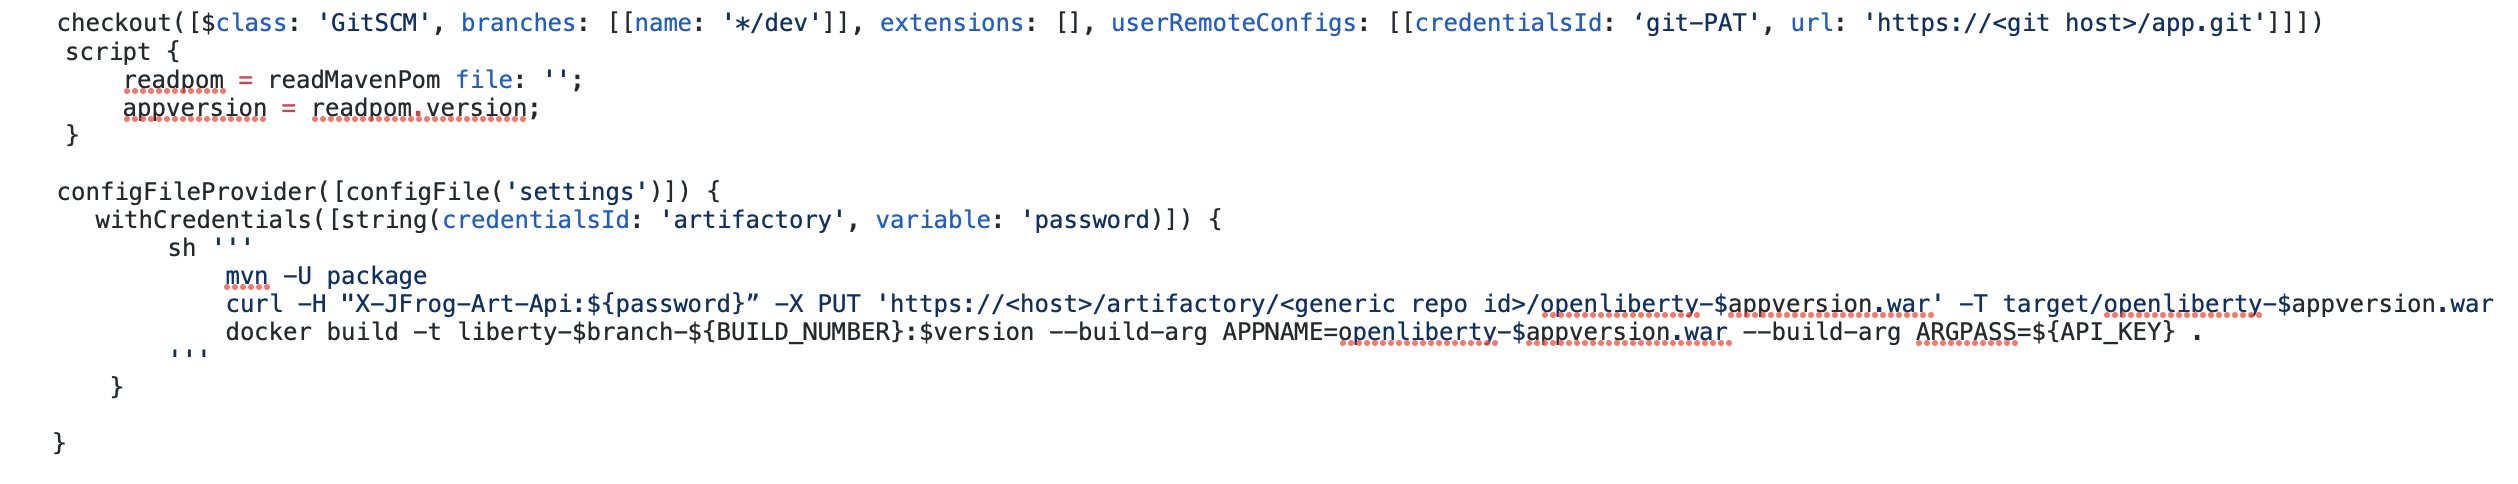 checkout([$class: 'GitSCM', branches: [[name: '*/dev']], extensions: [], userRemoteConfigs: [[credentialsId: ‘git-PAT', url: 'https://<git host>/app.git']]])
script {
readpom = readMavenPom file: '';
appversion = readpom.version;
}
configFileProvider([configFile('settings')]) {
withCredentials([string(credentialsId: 'artifactory', variable: 'password)]) {
sh '''
mvn -U package
curl -H "X-JFrog-Art-Api:${password}” -X PUT 'https://<host>/artifactory/<generic repo id>/openliberty-$appversion.war' -T target/openliberty-$appversion.war
docker build -t liberty-$branch-${BUILD_NUMBER}:$version --build-arg APPNAME=openliberty-$appversion.war --build-arg ARGPASS=${API_KEY} .
'''
}
}